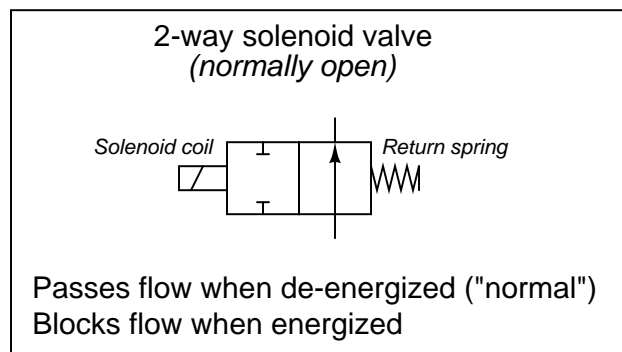 2-way solenoid valve
(normally open)
Solenoid coil
Return spring
Passes flow when de-energized ("normal")
Blocks flow when energized